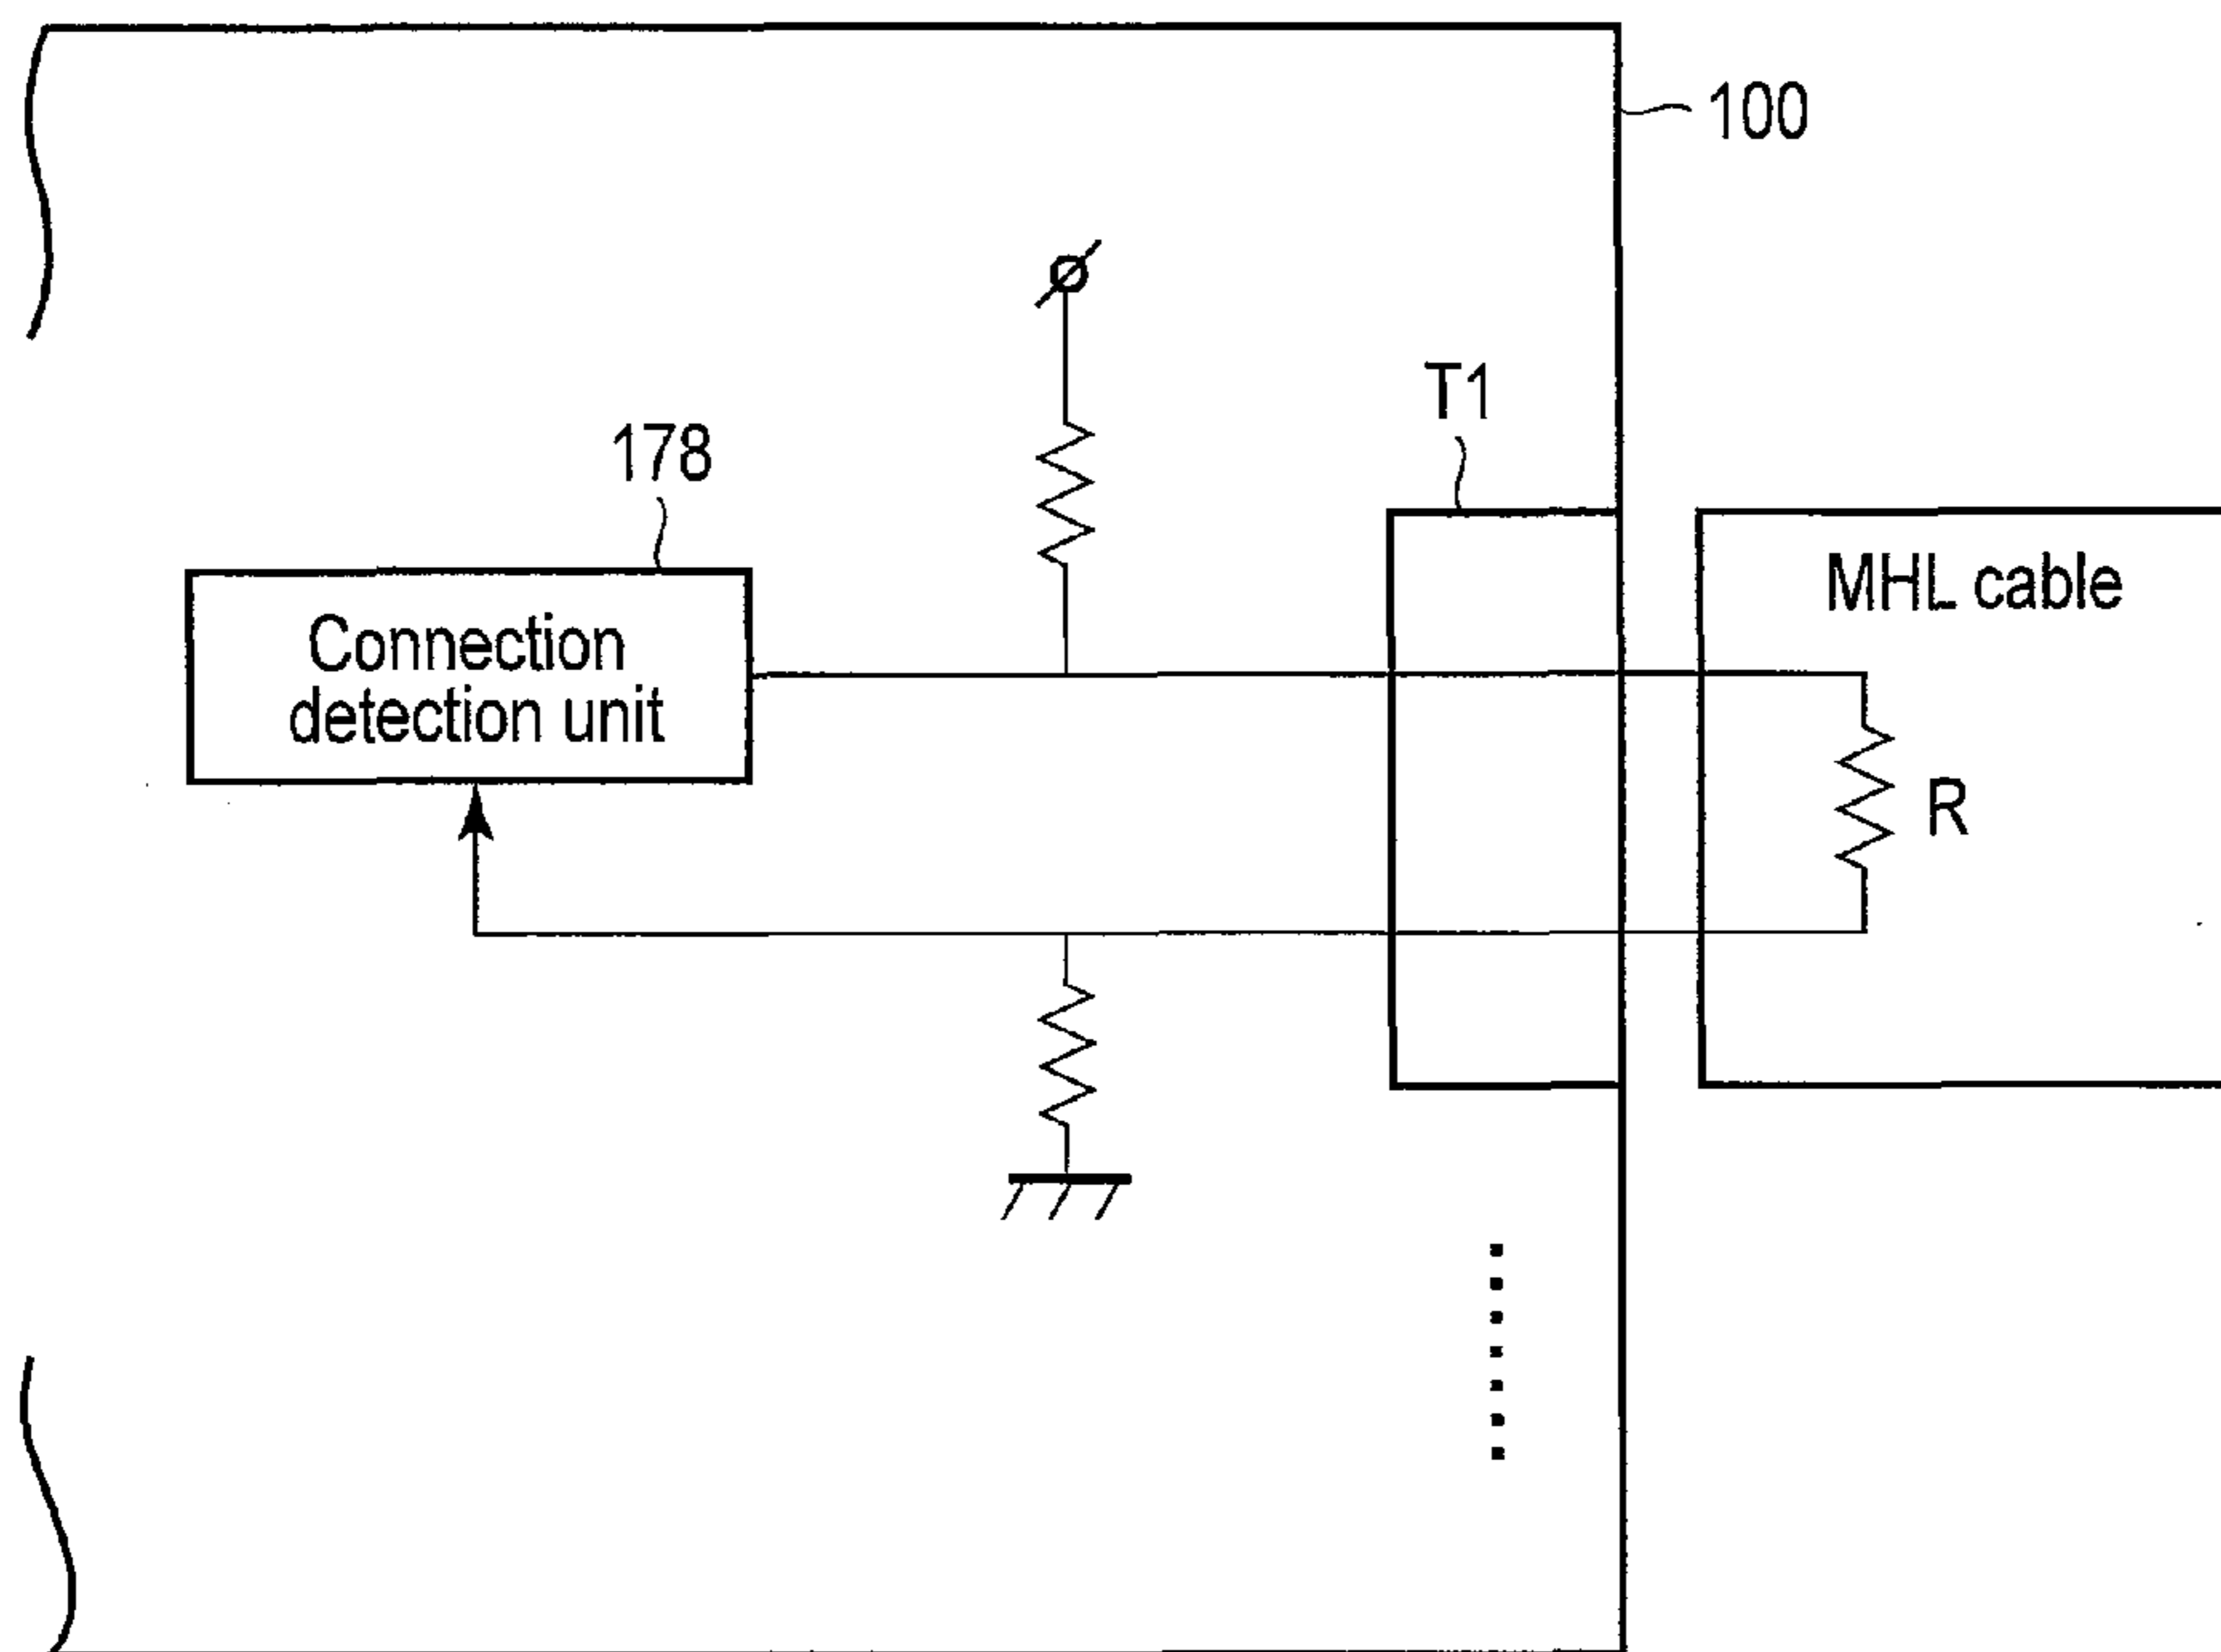 100
T1
178
MHL cable
Connection
detection unit
R